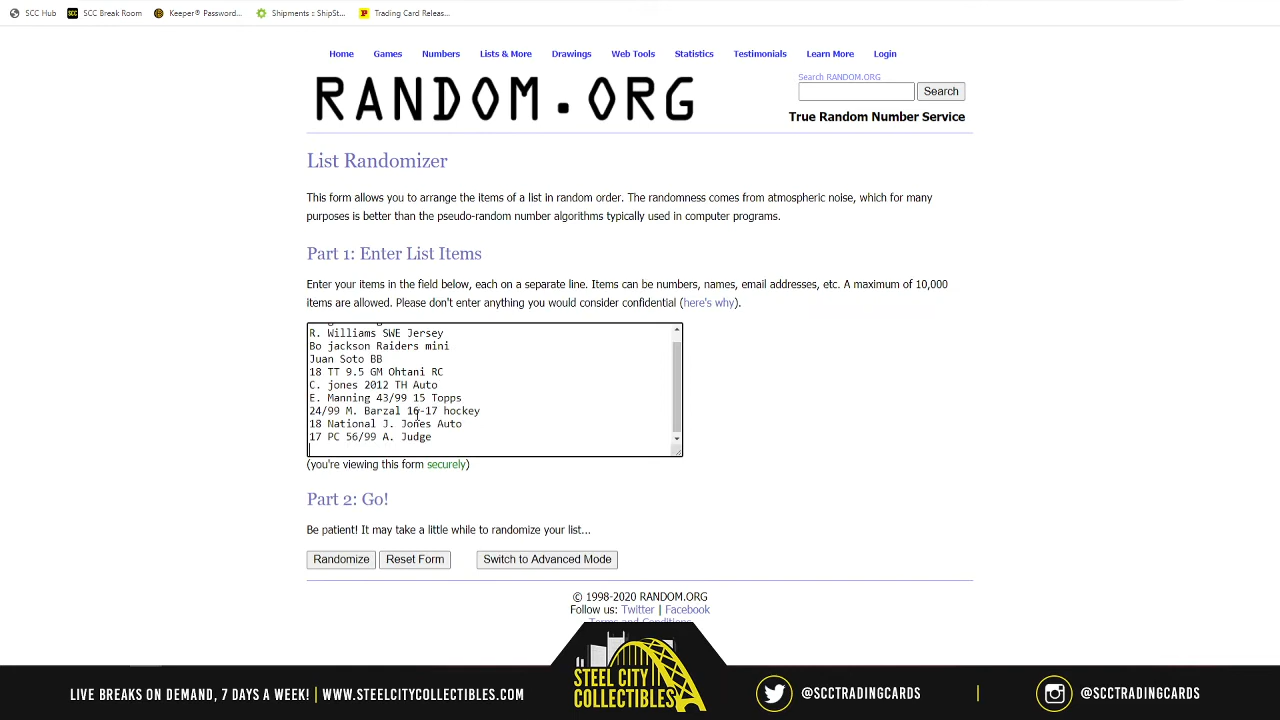 SCC Hub SCC Break Room Keeper® Password... Shipments :: ShipSt... Trading Card Releas...
Home Games Numbers Lists & More Drawings Web Tools Statistics Testimonials Learn More Login
RANDOM.ORG
Search RANDOM.ORG
Search
True Random Number Service
List Randomizer
This form allows you to arrange the items of a list in random order. The randomness comes from atmospheric noise, which for many
purposes is better than the pseudo-random number algorithms typically used in computer programs.
Part 1: Enter List Items
Enter your items in the field below, each on a separate line. Items can be numbers, names, email addresses, etc. A maximum of 10,000
items are allowed. Please don't enter anything you would consider confidential (here's why).
R. Williams SWE Jersey
Bo jackson Raiders mini
Juan Soto BB
18 TT 9.5 GM Ohtani RC
C. jones 2012 TH Auto
E. Manning 43/99 15 Topps
24/99 M. Barzal 16-17 hockey
18 National J. Jones Auto
17 PC 56/99 A. Judge
(you're viewing this form securely)
Part 2: Go!
Be patient! It may take a little while to randomize your list...
Randomize Reset Form Switch to Advanced Mode
© 1998-2020 RANDOM.ORG
Follow us: Twitter | Facebook
Terms and Conditions
STEEL CITY
COLLECTIBLES
LIVE BREAKS ON DEMAND, 7 DAYS A WEEK! | WWW.STEELCITYCOLLECTIBLES.COM
@SCCTRADINGCARDS | @SCCTRADINGCARDS